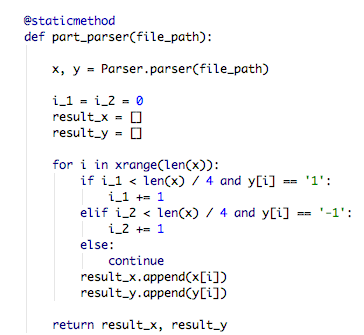 @staticmethod
def part_parser(file_path):
x, y = Parser.parser(file_path)
i_1 = i_2 = 0
result_x = []
result_y = []
for i in xrange(len(x)):
if i_1 < len(x) / 4 and y[i] == '1':
i_1 += 1
elif i_2 < len(x) / 4 and y[i] == '-1':
i_2 += 1
else:
continue
result_x.append(x[i])
result_y.append(y[i])
return result_x, result_y